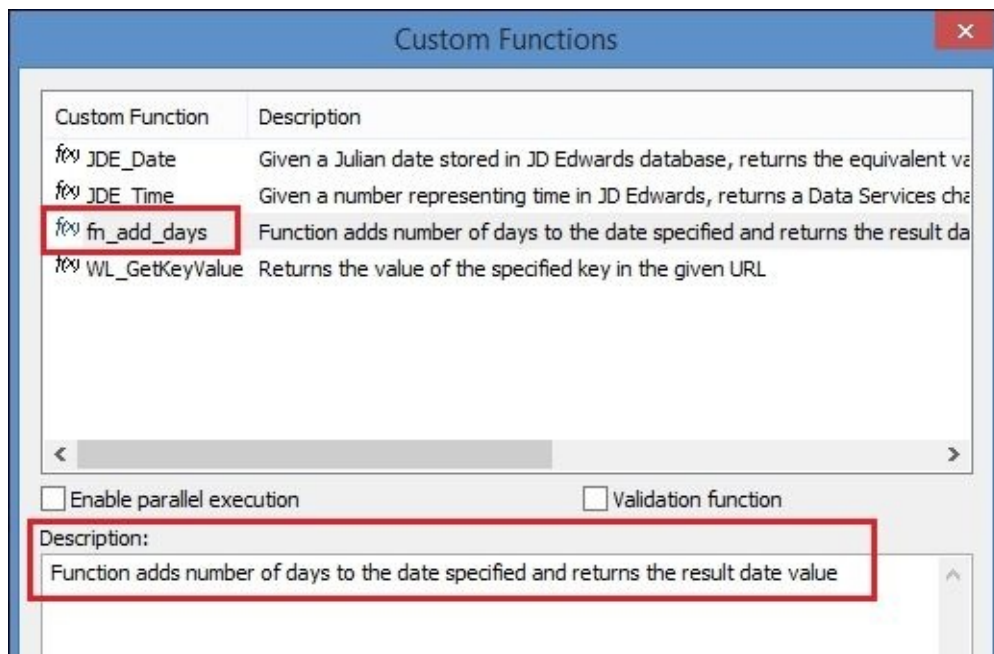 Custom Functions
Custom Function Description
f(x) JDE_Date Given a Julian date stored in JD Edwards database, returns the equivalent va
f(x) JDE_Time Given a number representing time in JD Edwards, returns a Data Services cha
f(x) fn_add_days Function adds number of days to the date specified and returns the result da
f(x) WL_GetKeyValue Returns the value of the specified key in the given URL
Enable parallel execution Validation function
Description:
Function adds number of days to the date specified and returns the result date value